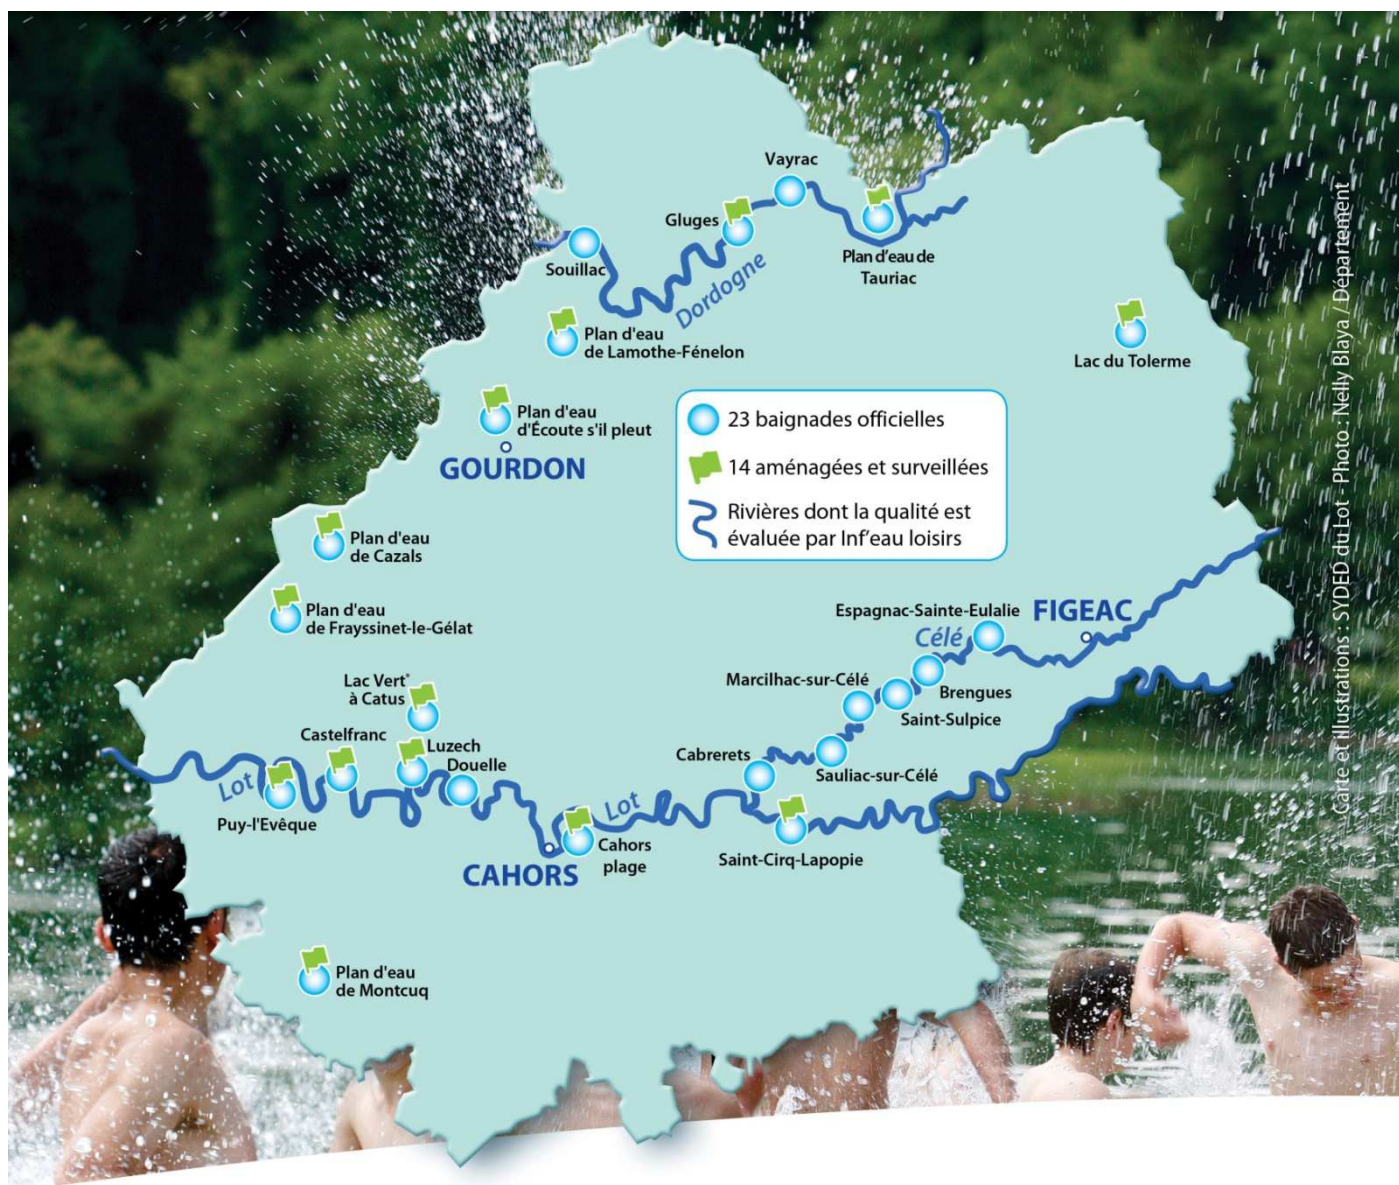 Vayrac
Gluges
Souillac
Dordogne
Plan d'eau de
Tauriac
Plan d'eau
de Lamothe-Fénelon
Lac du Tolerme
Plan d'eau
d'Écoute s'il pleut
GOURDON
23 baignades officielles
14 aménagées et surveillées
Rivières dont la qualité est
évaluée par Inf'eau loisirs
Plan d'eau
de Cazals
Plan d'eau
de Frayssinet-le-Gélat
Espagnac-Sainte-Eulalie
FIGEAC
Célé
Marcilhac-sur-Célé
Brengues
Saint-Sulpice
Lac Vert*
à Catus
Castelfranc
Luzech
Douelle
Cabrerets
Sauliac-sur-Célé
Lot
Puy-l'Evêque
Lot
Cahors
plage
CAHORS
Saint-Cirq-Lapopie
Plan d'eau
de Montcuq
Carte et illustrations : SYDED du Lot - Photo : Nelly Blaya / Département